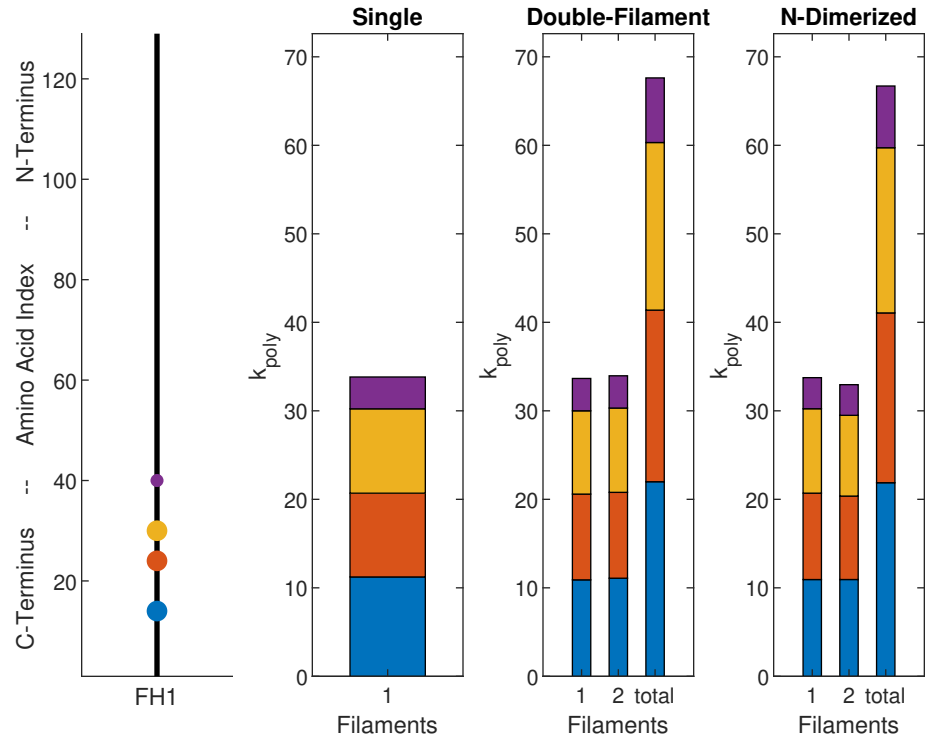 C-Terminus -- Amino Acid Index -- N-Terminus
120
100
80
60
40
20
FH1
Single
k_poly
70
60
50
40
30
20
10
0
1
Filaments
Double-Filament
k_poly
70
60
50
40
30
20
10
0
1 2 total
Filaments
N-Dimerized
k_poly
70
60
50
40
30
20
10
0
1 2 total
Filaments